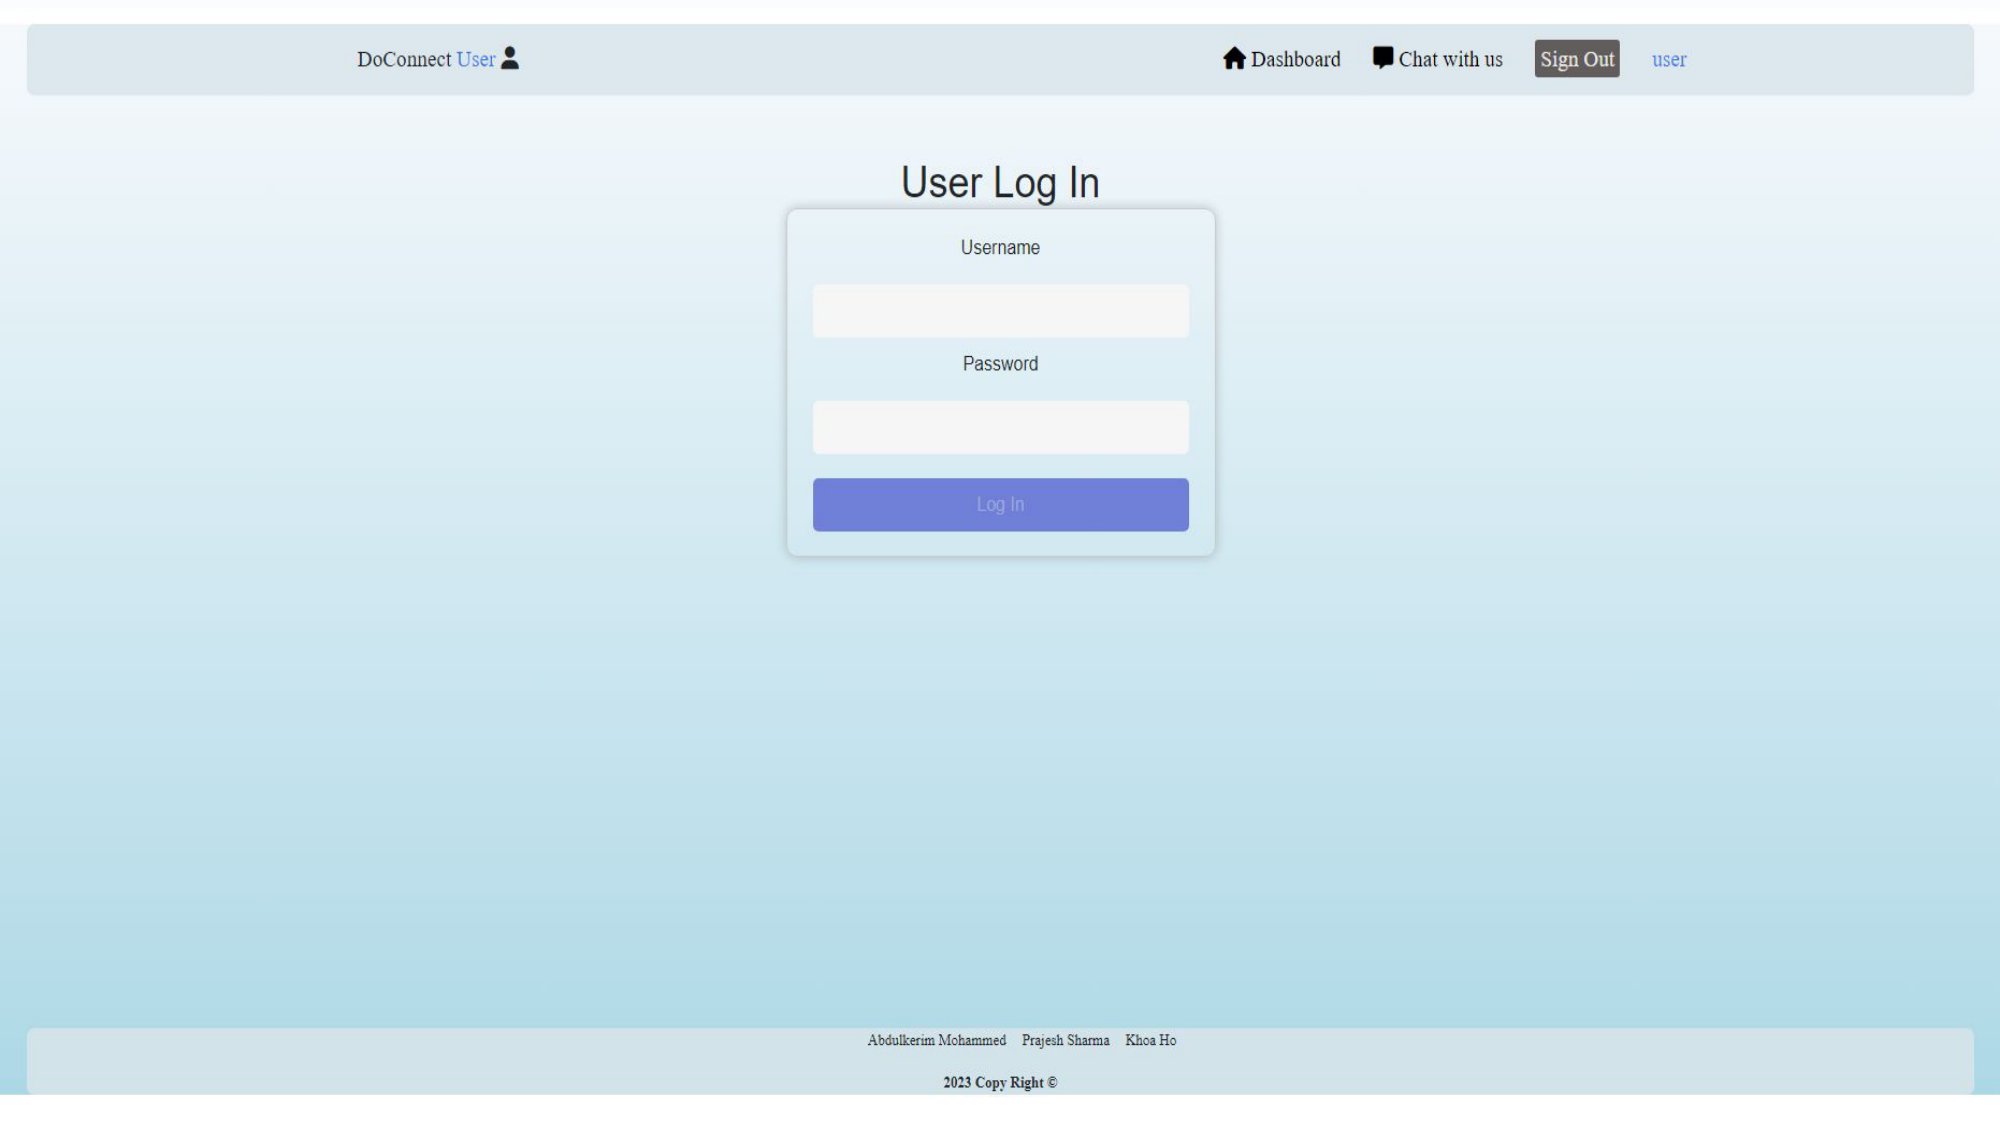 DoConnect User Dashboard Chat with us Sign Out user
User Log In
Username
Password
Log In
Abdulkerim Mohammed Prajesh Sharma Khoa Ho
2023 Copy Right ©